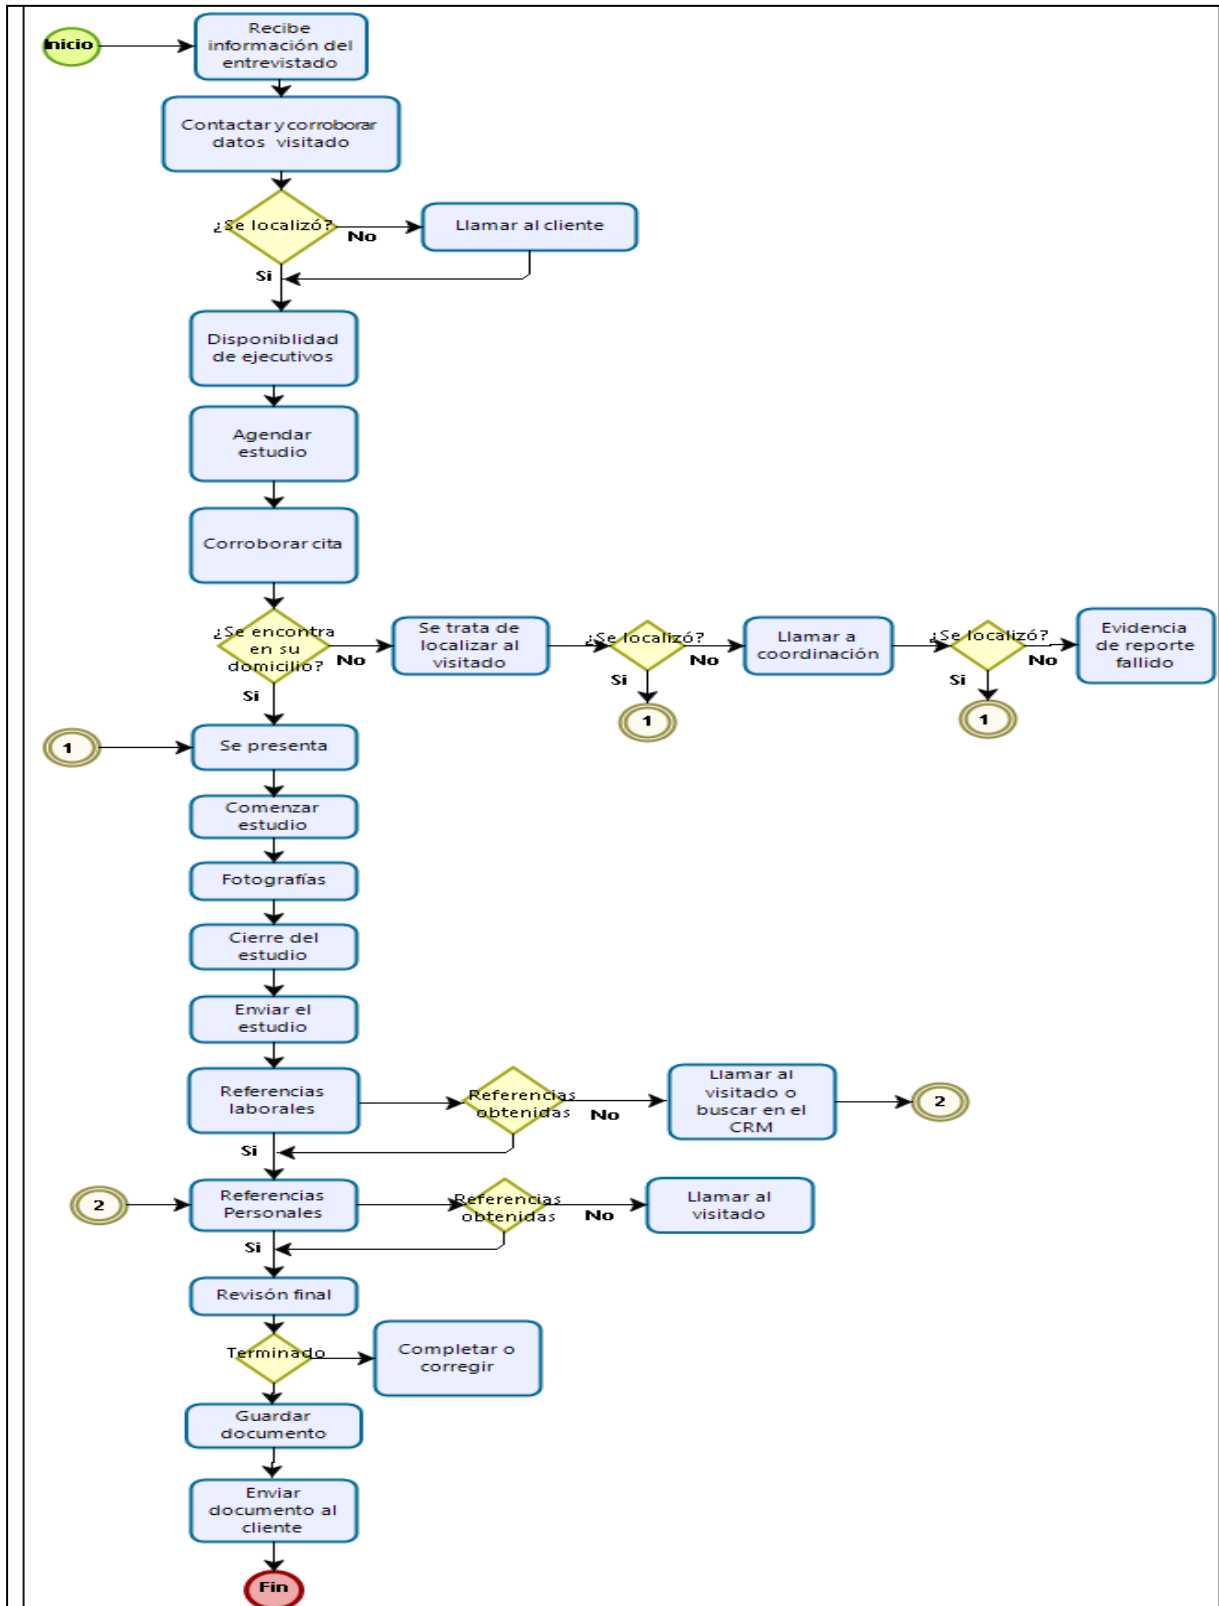 Inicio
Recibe
información del
entrevistado
Contactar y corroborar
datos visitado
¿Se localizó?
No
Llamar al cliente
Si
Disponiblidad
de ejecutivos
Agendar
estudio
Corroborar cita
¿Se encontra
en su
domicilio?
No
Se trata de
localizar al
visitado
¿Se localizó?
No
Llamar a
coordinación
¿Se localizó?
No
Evidencia
de reporte
fallido
Si
Si
Si
1
1
1
Se presenta
Comenzar
estudio
Fotografías
Cierre del
estudio
Enviar el
estudio
Referencias
laborales
Referencias
obtenidas
No
Llamar al
visitado o
buscar en el
CRM
2
Si
2
Referencias
Personales
Referencias
obtenidas
No
Llamar al
visitado
Si
Revisón final
Terminado
Completar o
corregir
Guardar
documento
Enviar
documento al
cliente
Fin